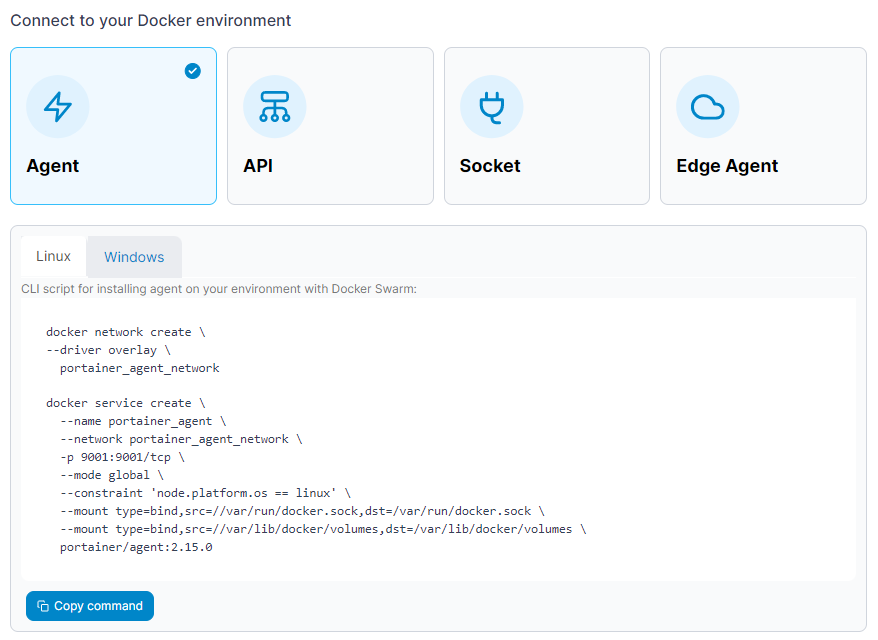 Connect to your Docker environment
Agent
API
Socket
Edge Agent
Linux
Windows
CLI script for installing agent on your environment with Docker Swarm:
docker network create \
--driver overlay \
  portainer_agent_network

docker service create \
  --name portainer_agent \
  --network portainer_agent_network \
  -p 9001:9001/tcp \
  --mode global \
  --constraint 'node.platform.os == linux' \
  --mount type=bind,src=//var/run/docker.sock,dst=/var/run/docker.sock \
  --mount type=bind,src=//var/lib/docker/volumes,dst=/var/lib/docker/volumes \
  portainer/agent:2.15.0
Copy command